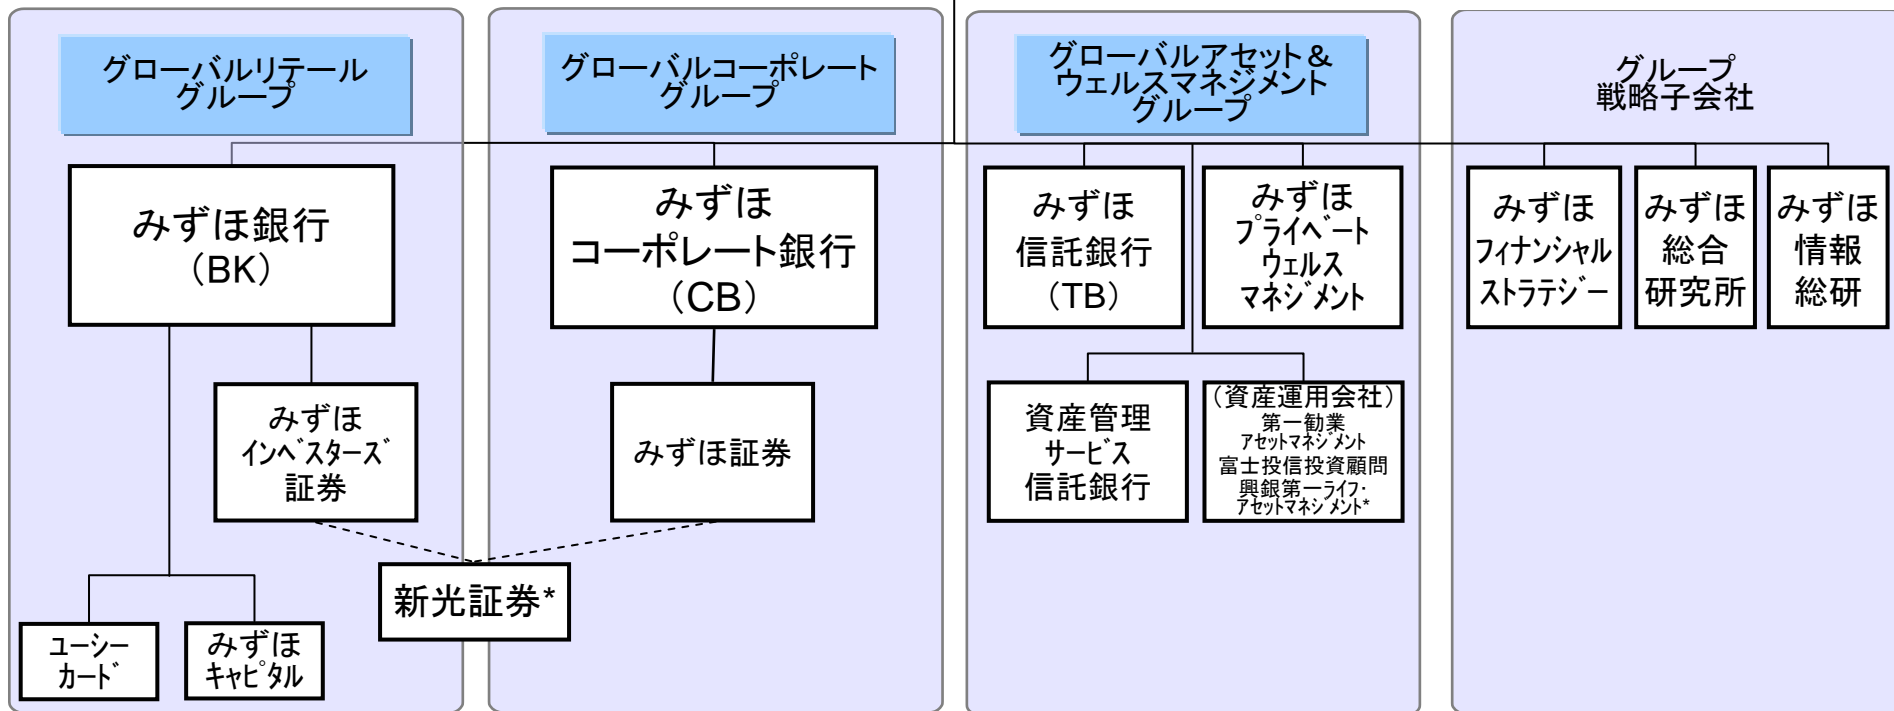 グローバルリテール
グループ
グローバルコーポレート
グループ
グローバルアセット＆
ウェルスマネジメント
グループ
グループ
戦略子会社
みずほ銀行
（BK）
みずほ
コーポレート銀行
（CB）
みずほ
信託銀行
（TB）
みずほ
プライベート
ウェルス
マネジメント
みずほ
フィナンシャル
ストラテジー
みずほ
総合
研究所
みずほ
情報
総研
みずほ
インベスターズ
証券
みずほ証券
資産管理
サービス
信託銀行
（資産運用会社）
第一勧業
アセットマネジメント
富士投信投資顧問
興銀第一ライフ・
アセットマネジメント*
新光証券*
ユーシー
カード
みずほ
キャピタル